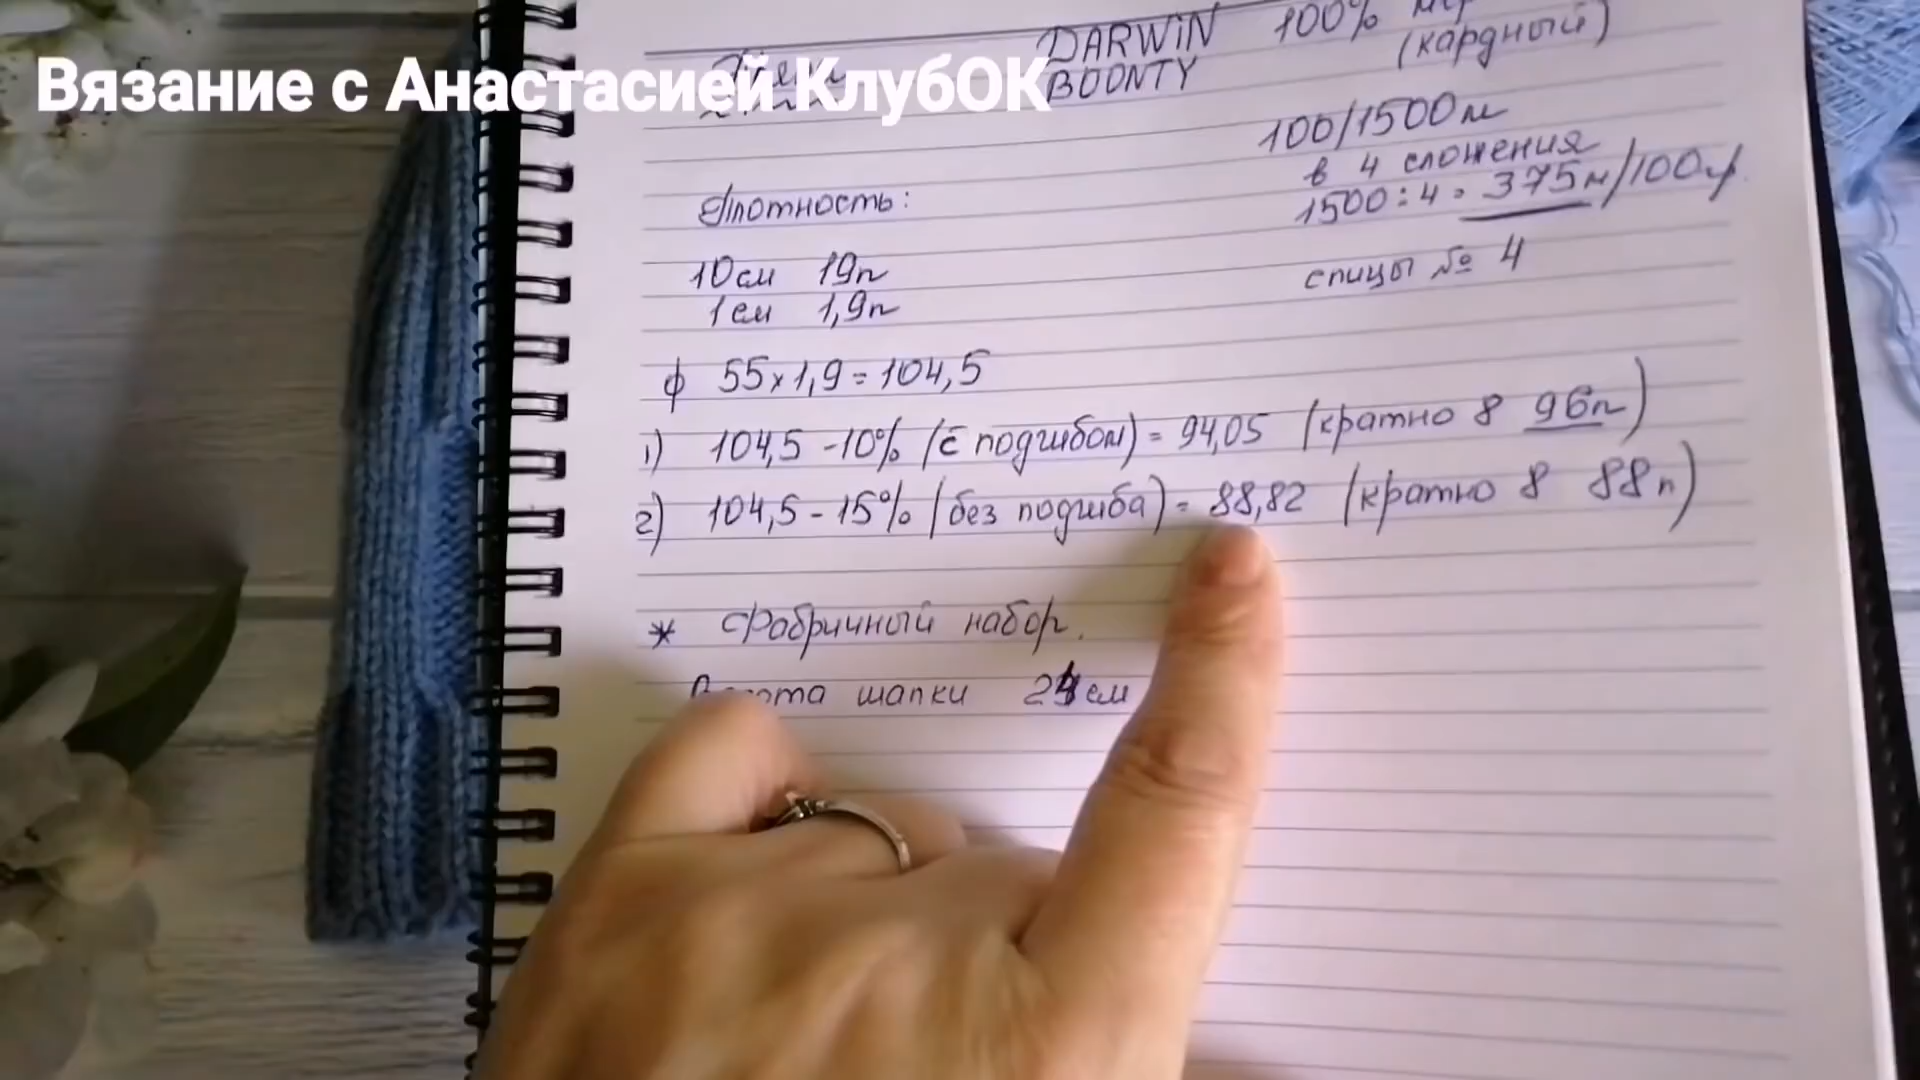 Вязание с Анастасией КлубОК
DARWIN 100%
BOONTY (кардный)
100/1500м
в 4 сложения
1500:4=375м/100гр
Плотность:
спицы № 4
10см 19п
1см 1,9п
ф 55х1,9=104,5
1) 104,5 -10% (с подгибом) = 94,05 (кратно 8 96п)
2) 104,5 - 15% (без подгиба) = 88,82 (кратно 8 88п)
* Фабричный набор.
шапки см